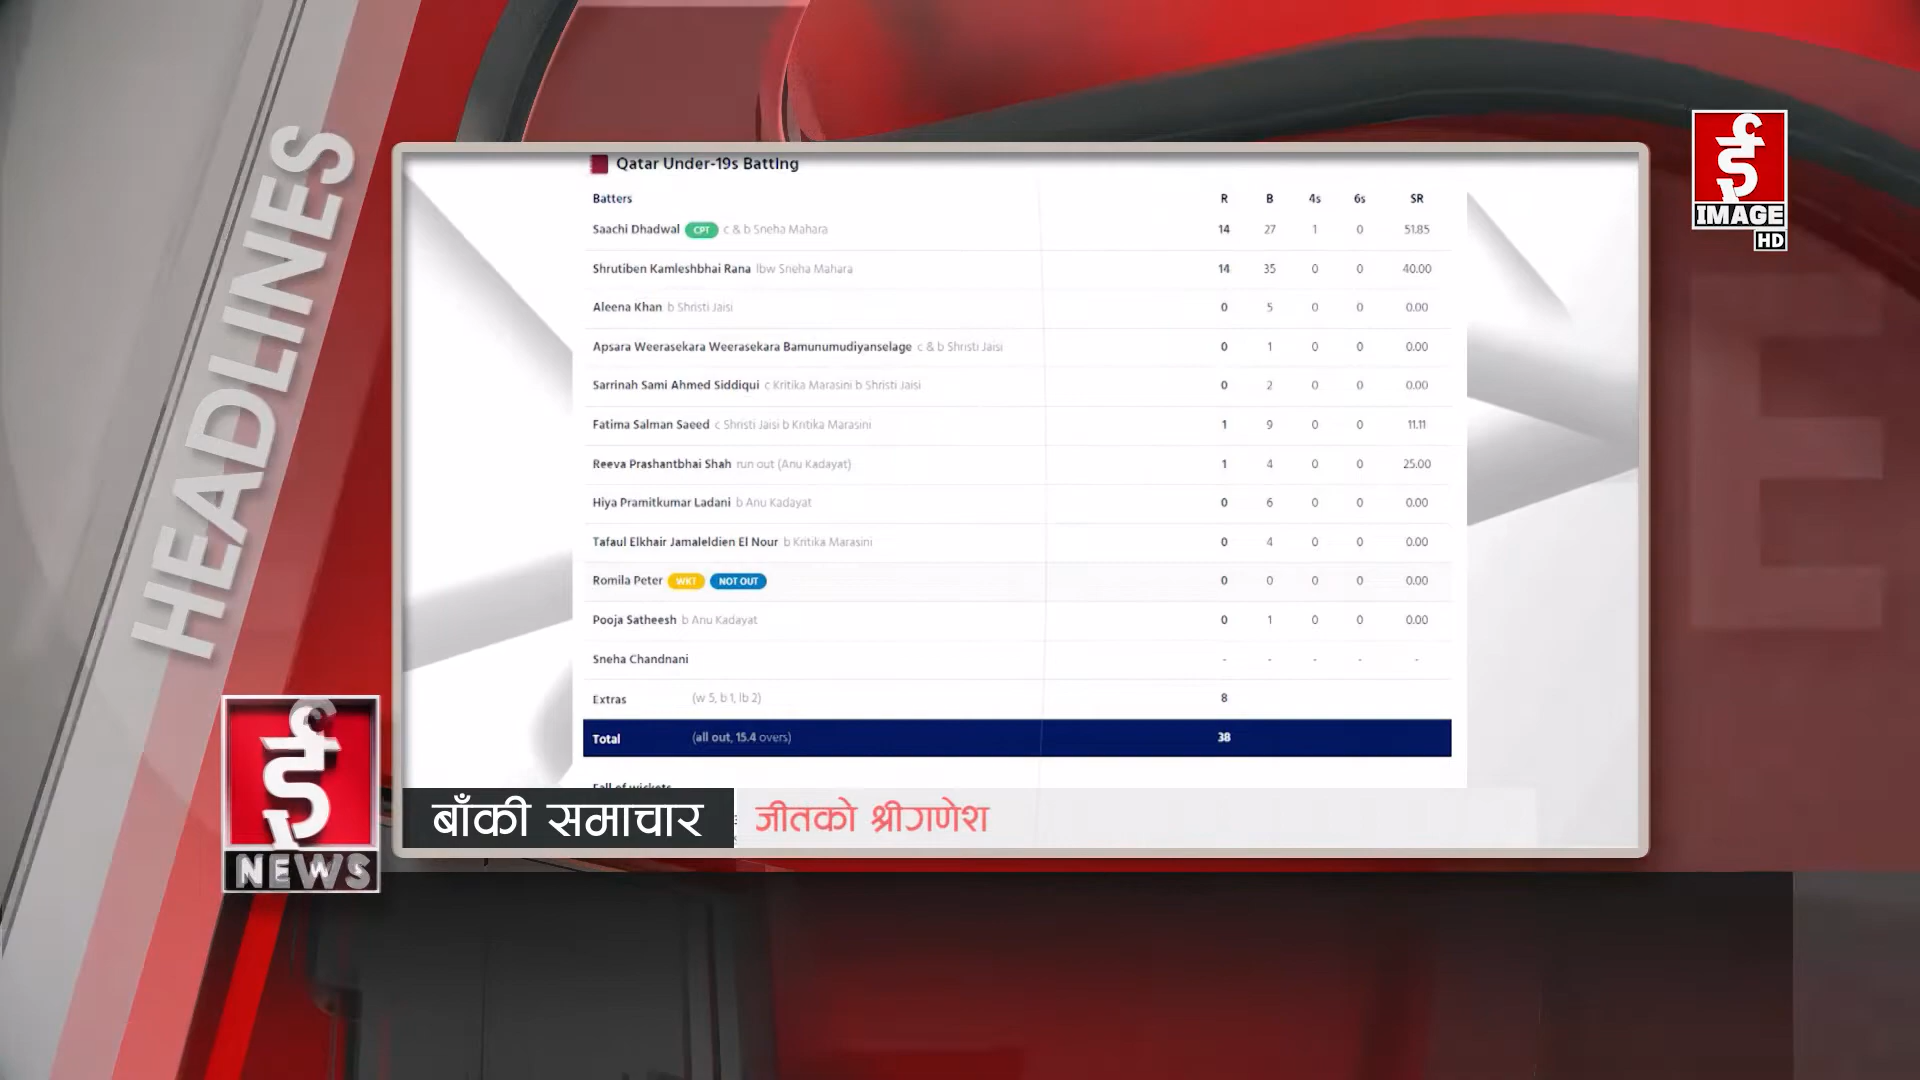 HEADLINES
IMAGE
HD
Qatar Under-19s Batting
Batters R B 4s 6s SR
Saachi Dhadwal CPT c & b Sneha Mahara 14 27 1 0 51.85
Shrutiben Kamleshbhai Rana lbw Sneha Mahara 14 35 0 0 40.00
Aleena Khan b Shristi Jaisi 0 5 0 0 0.00
Apsara Weerasekara Weerasekara Bamunumudiyanselage c & b Shristi Jaisi 0 1 0 0 0.00
Sarrinah Sami Ahmed Siddiqui c Kritika Marasini b Shristi Jaisi 0 2 0 0 0.00
Fatima Salman Saeed c Shristi Jaisi b Kritika Marasini 1 9 0 0 11.11
Reeva Prashantbhai Shah run out (Anu Kadayat) 1 4 0 0 25.00
Hiya Pramitkumar Ladani b Anu Kadayat 0 6 0 0 0.00
Tafaul Elkhair Jamaleldien El Nour b Kritika Marasini 0 4 0 0 0.00
Romila Peter WKT NOT OUT 0 0 0 0 0.00
Pooja Satheesh b Anu Kadayat 0 1 0 0 0.00
Sneha Chandnani - - - - -
Extras (w 5, b 1, lb 2) 8
Total (all out, 15.4 overs) 38
Fall of wickets
बाँकी समाचार जीतको श्रीगणेश
NEWS